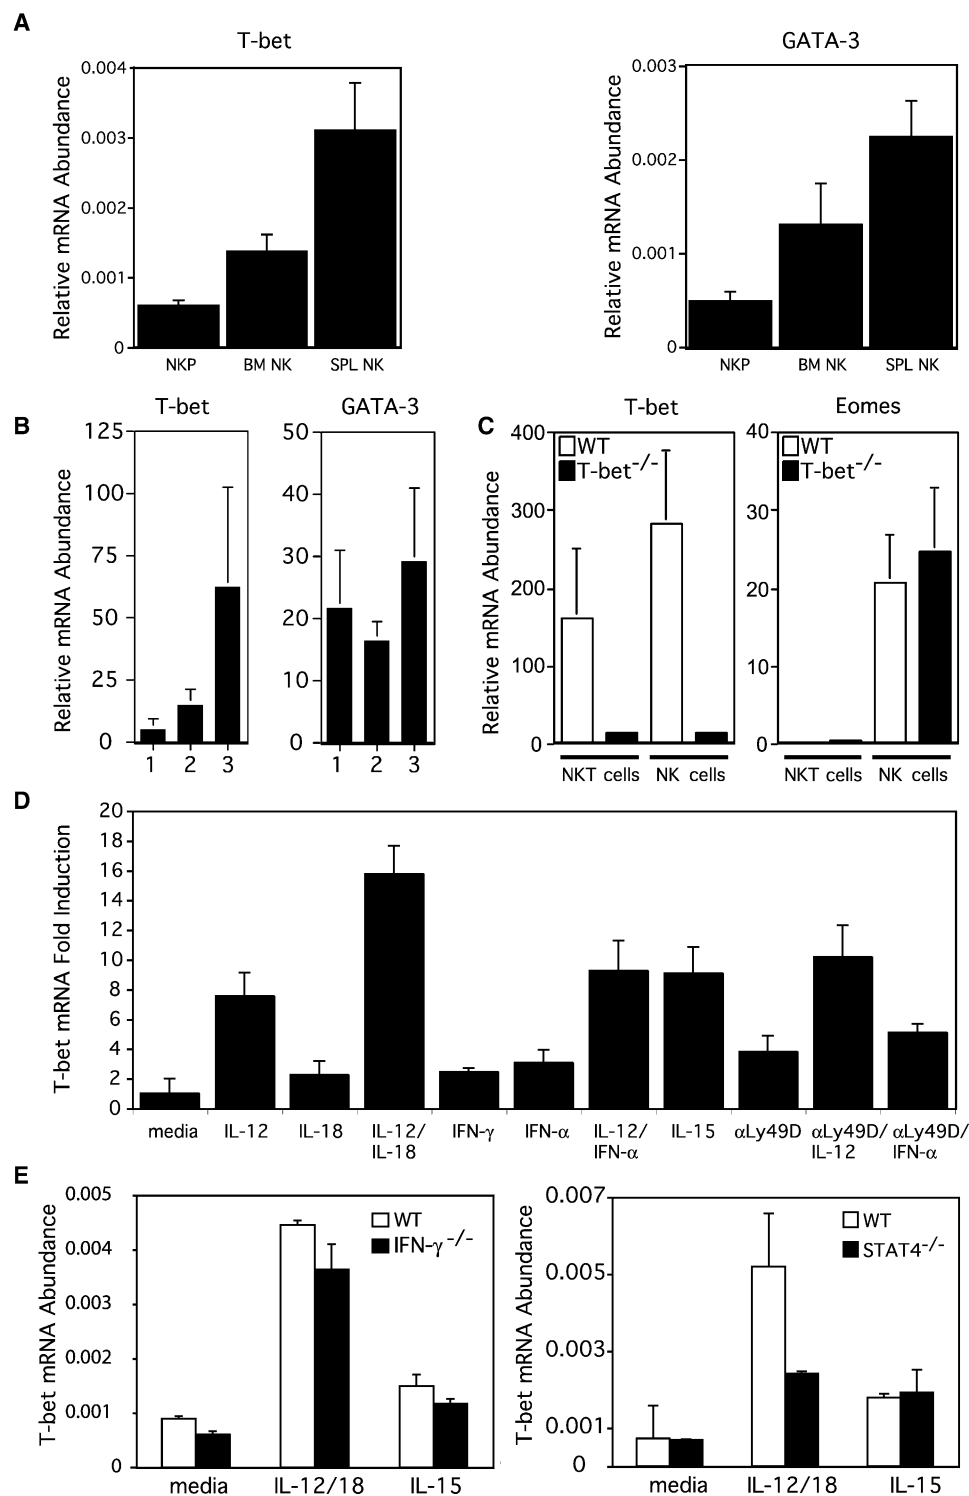 A
T-bet
GATA-3
Relative mRNA Abundance
0.004
0.003
0.002
0.001
0
NKP
BM NK
SPL NK
Relative mRNA Abundance
0.003
0.002
0.001
0
NKP
BM NK
SPL NK
B
T-bet
GATA-3
Relative mRNA Abundance
125
100
75
50
25
0
1 2 3
50
40
30
20
10
0
1 2 3
C
T-bet
Eomes
Relative mRNA Abundance
400
300
200
100
0
WT
T-bet-/-
NKT cells
NK cells
40
30
20
10
0
WT
T-bet-/-
NKT cells
NK cells
D
T-bet mRNA Fold Induction
20
18
16
14
12
10
8
6
4
2
0
media
IL-12
IL-18
IL-12/
IL-18
IFN-γ
IFN-α
IL-12/
IFN-α
IL-15
αLy49D
αLy49D/
IL-12
αLy49D/
IFN-α
E
T-bet mRNA Abundance
0.005
0.004
0.003
0.002
0.001
0
WT
IFN-γ-/-
media
IL-12/18
IL-15
T-bet mRNA Abundance
0.007
0.005
0.003
0.001
0
WT
STAT4-/-
media
IL-12/18
IL-15